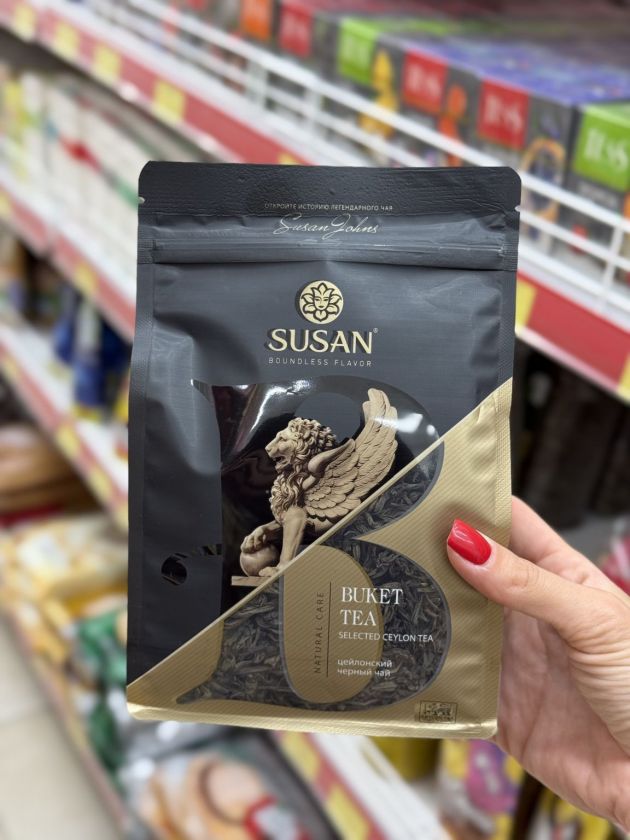 ОТКРОЙТЕ ИСТОРИЮ ЛЕГЕНДАРНОГО ЧАЯ
Susan Johns
SUSAN®
BOUNDLESS FLAVOR
B
NATURAL CARE
BUKET
TEA
SELECTED CEYLON TEA
цейлонский
черный чай